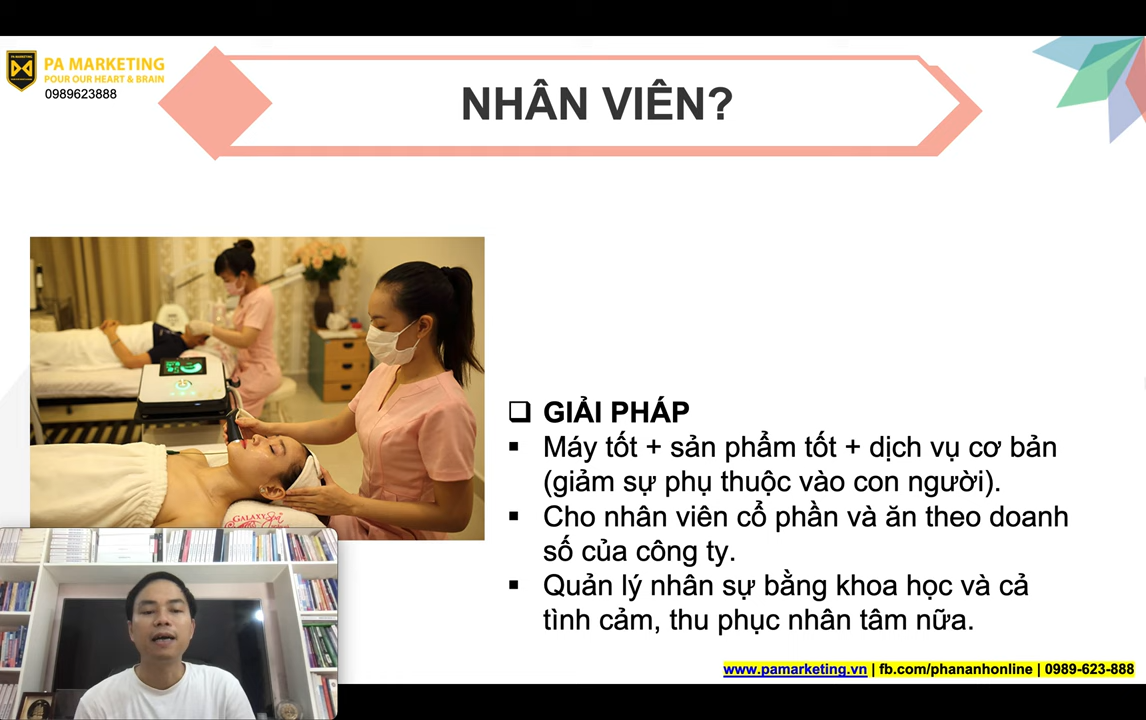 PA MARKETING
POUR OUR HEART & BRAIN
0989623888
NHÂN VIÊN?
GIẢI PHÁP
Máy tốt + sản phẩm tốt + dịch vụ cơ bản
(giảm sự phụ thuộc vào con người).
Cho nhân viên cổ phần và ăn theo doanh
số của công ty.
Quản lý nhân sự bằng khoa học và cả
tình cảm, thu phục nhân tâm nữa.
GALAXY Spa
www.pamarketing.vn | fb.com/phananhonline | 0989-623-888